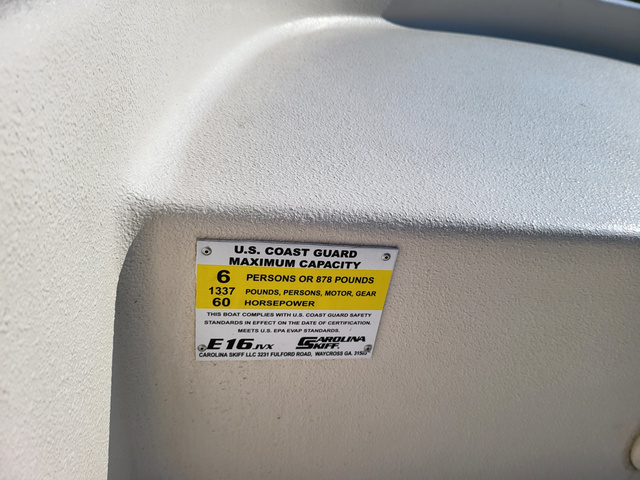 U.S. COAST GUARD
MAXIMUM CAPACITY
6 PERSONS OR 878 POUNDS
1337 POUNDS, PERSONS, MOTOR, GEAR
60 HORSEPOWER
THIS BOAT COMPLIES WITH U.S. COAST GUARD SAFETY
STANDARDS IN EFFECT ON THE DATE OF CERTIFICATION.
MEETS U.S. EPA EVAP STANDARDS.
E16 JVX CAROLINA SKIFF
CAROLINA SKIFF LLC 3231 FULFORD ROAD, WAYCROSS GA. 31503